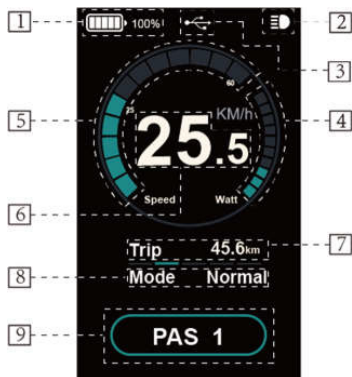 1 100% 2
3
60
5 25 KM/h 4
25.5
6 Speed Watt
Trip 45.6km 7
8 Mode Normal
9 PAS 1